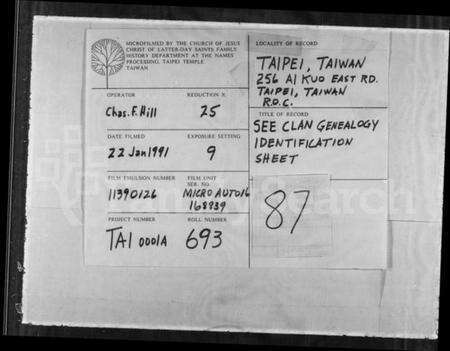 MICROFILMED BY THE CHURCH OF JESUS
CHRIST OF LATTER-DAY SAINTS FAMILY
HISTORY DEPARTMENT AT THE NAMES
PROCESSING, TAIPEI TEMPLE
TAIWAN
OPERATOR
REDUCTION X
Chas. F. Hill
25
DATE FILMED
EXPOSURE SETTING
22 Jan 1991
9
FILM EMULSION NUMBER
FILM UNIT
SER. NO.
11390126
MICRO AUTO16
168939
PROJECT NUMBER
ROLL NUMBER
TAI 0001A
693
LOCALITY OF RECORD
TAIPEI, TAIWAN
256 AI KUO EAST RD.
TAIPEI, TAIWAN
R.O.C.
TITLE OF RECORD
SEE CLAN GENEALOGY
IDENTIFICATION
SHEET
87